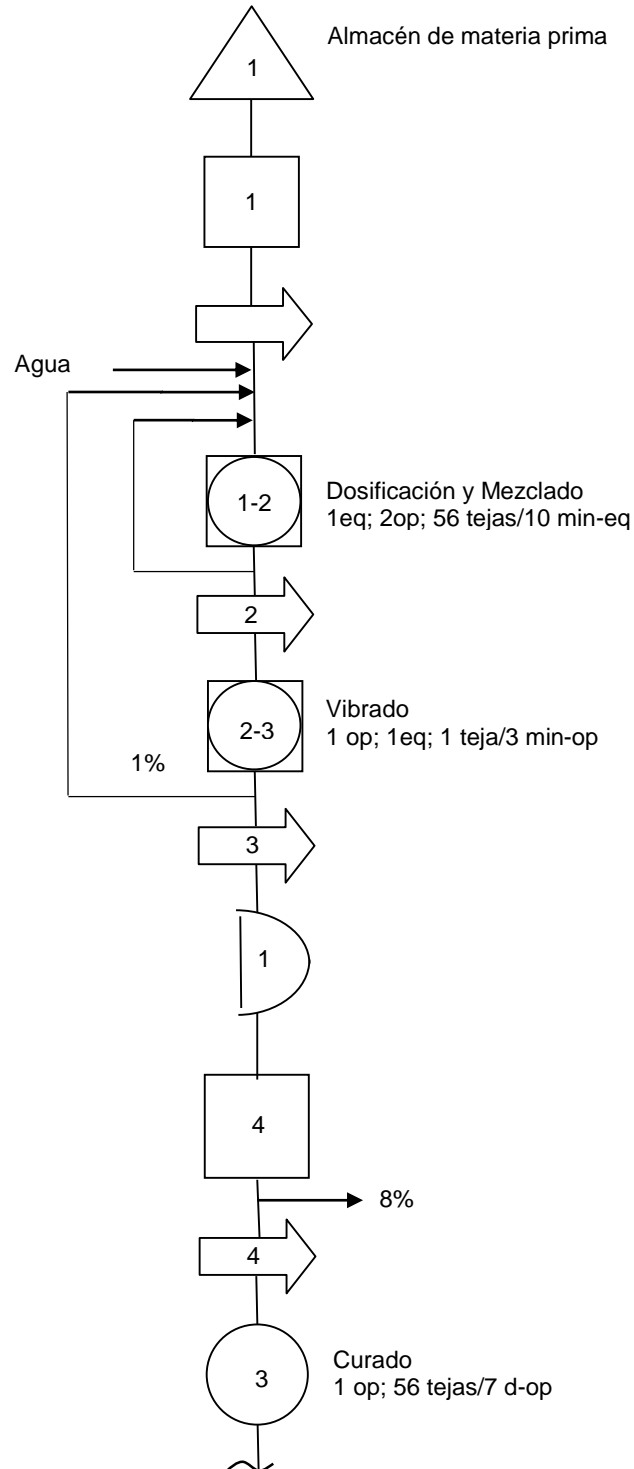 Almacén de materia prima
1
1
Agua
1-2
Dosificación y Mezclado
1eq; 2op; 56 tejas/10 min-eq
2
2-3
Vibrado
1 op; 1eq; 1 teja/3 min-op
1%
3
1
4
8%
4
3
Curado
1 op; 56 tejas/7 d-op